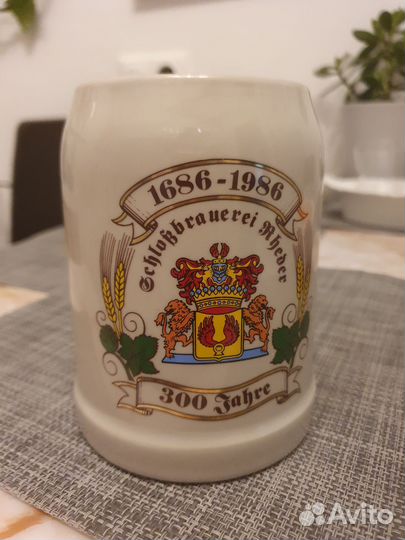 1686-1986
Schloßbrauerei Rheder
300 Jahre
Avito